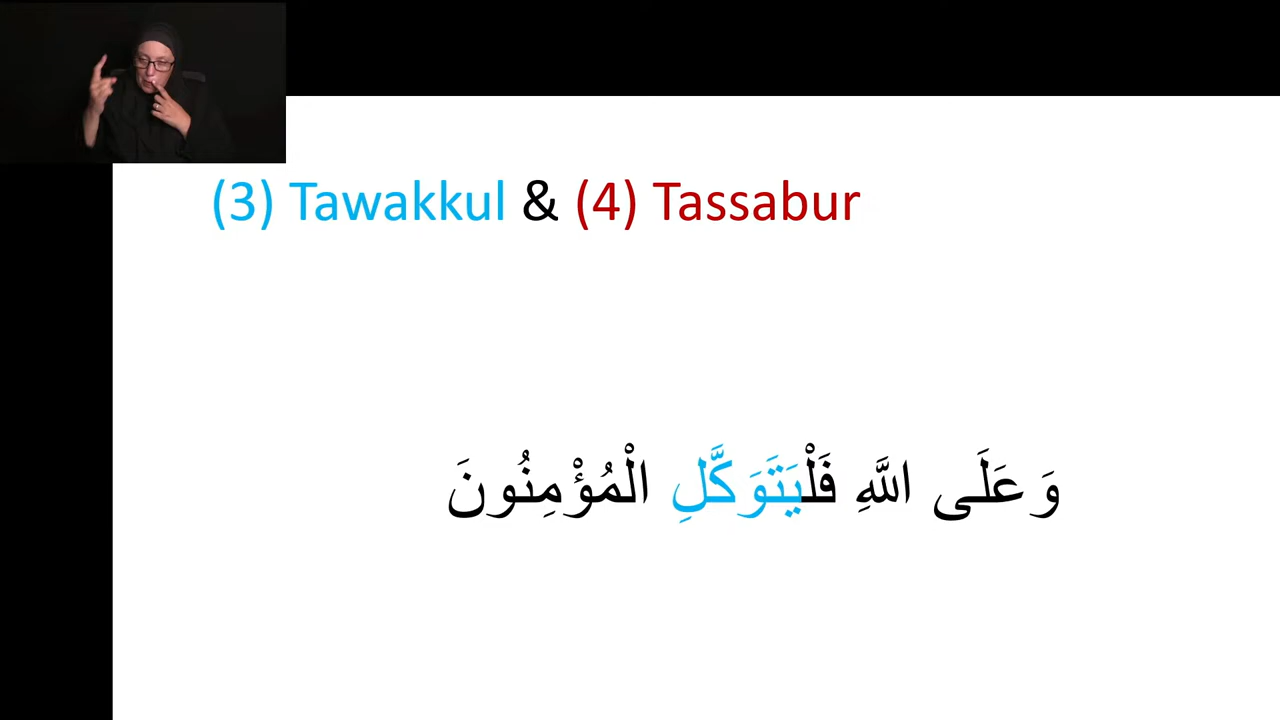 (3) Tawakkul & (4) Tassabur
وَعَلَى اللَّهِ فَلْيَتَوَكَّلِ الْمُؤْمِنُونَ